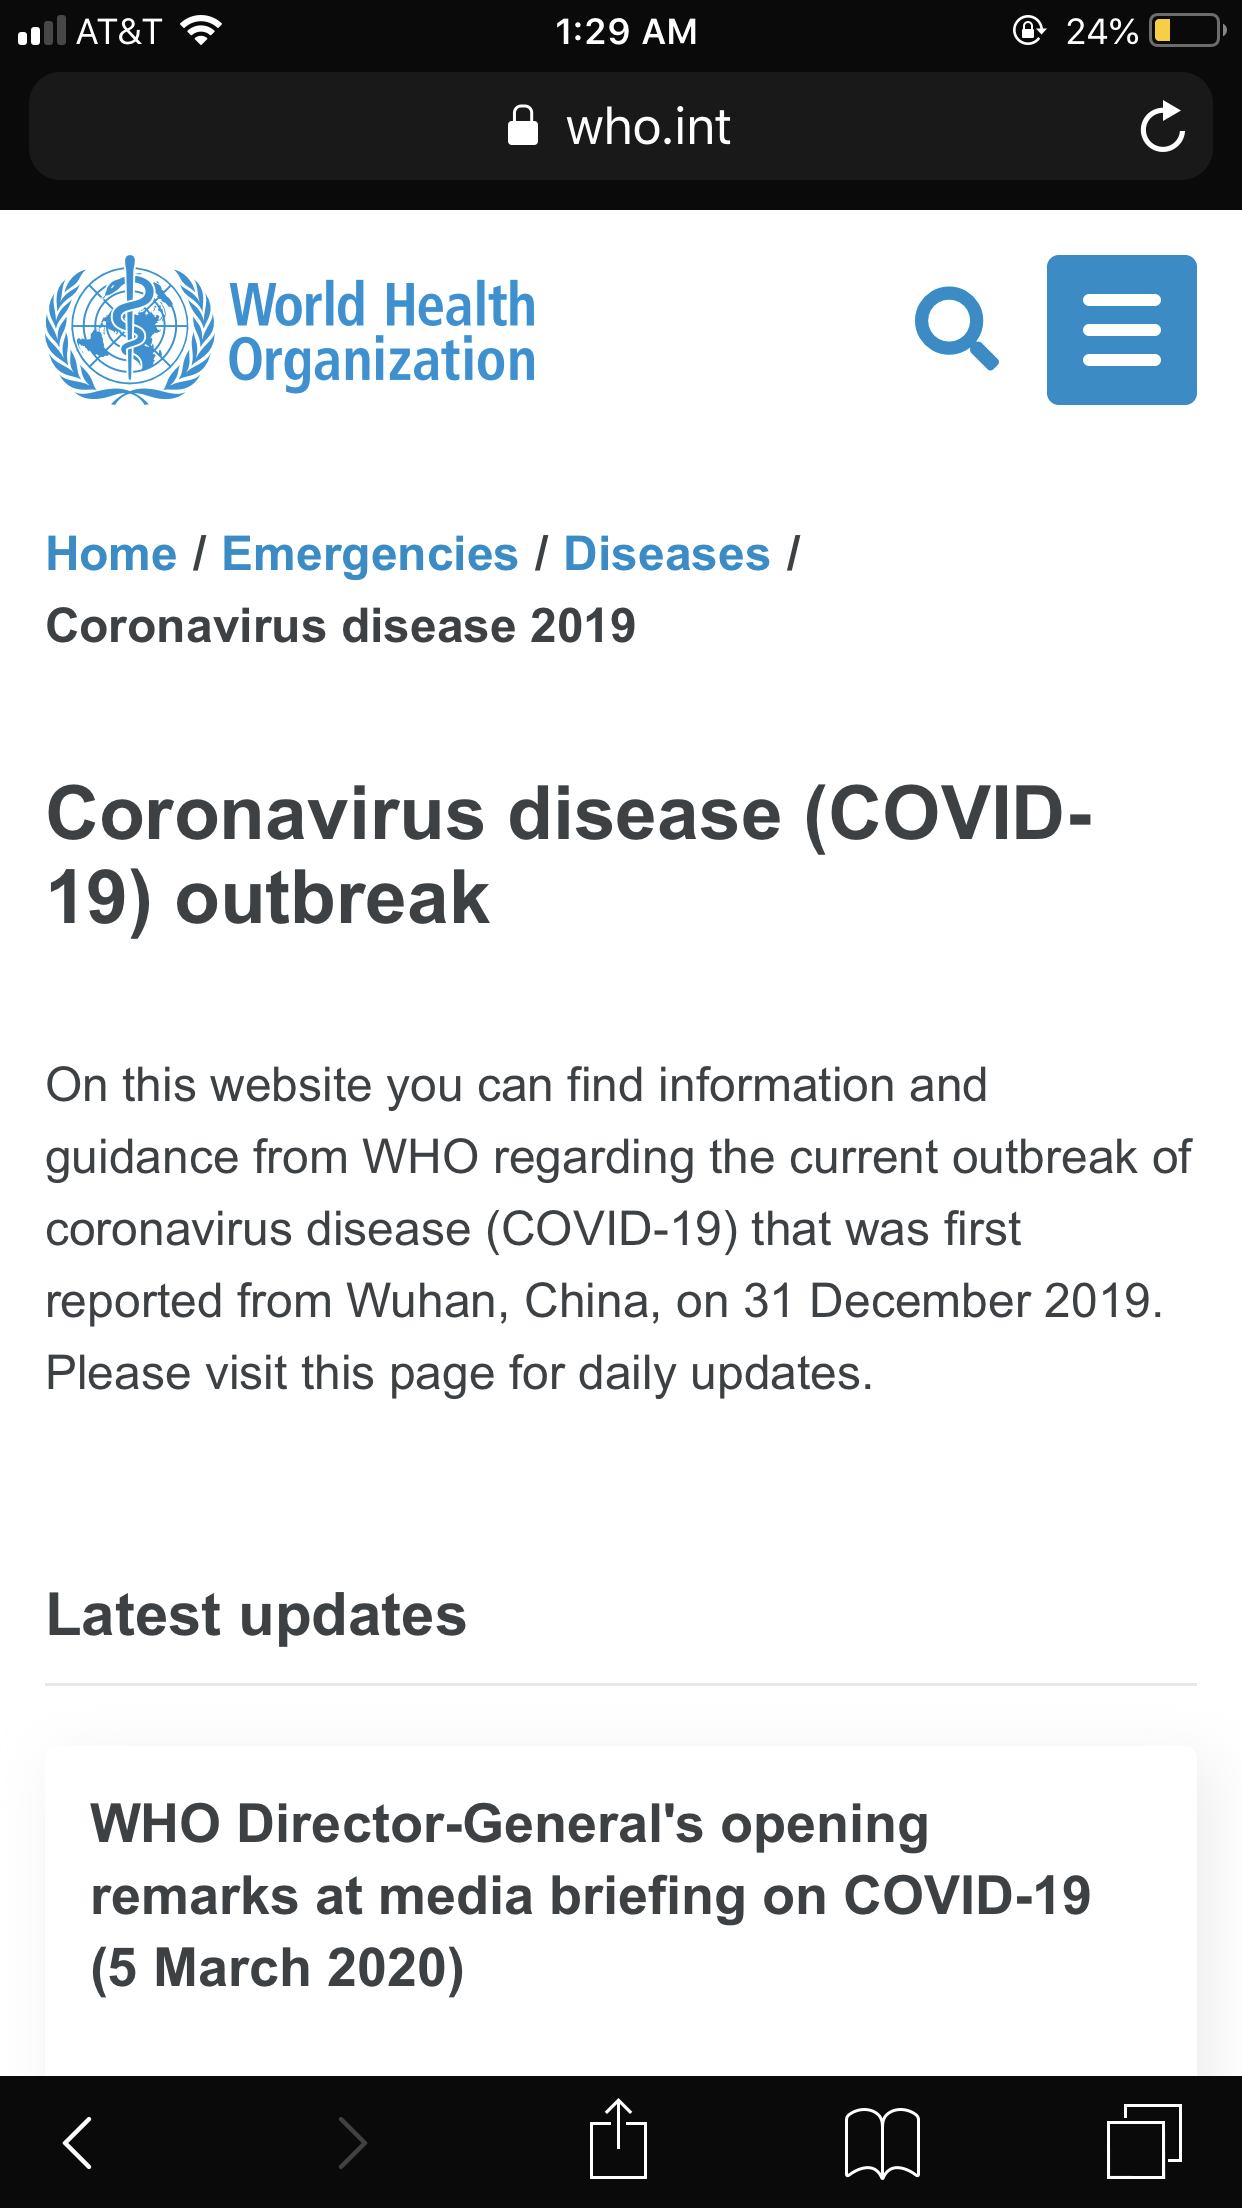 AT&T 1:29 AM 24%
who.int
World Health
Organization
Home / Emergencies / Diseases /
Coronavirus disease 2019
Coronavirus disease (COVID-
19) outbreak
On this website you can find information and
guidance from WHO regarding the current outbreak of
coronavirus disease (COVID-19) that was first
reported from Wuhan, China, on 31 December 2019.
Please visit this page for daily updates.
Latest updates
WHO Director-General's opening
remarks at media briefing on COVID-19
(5 March 2020)